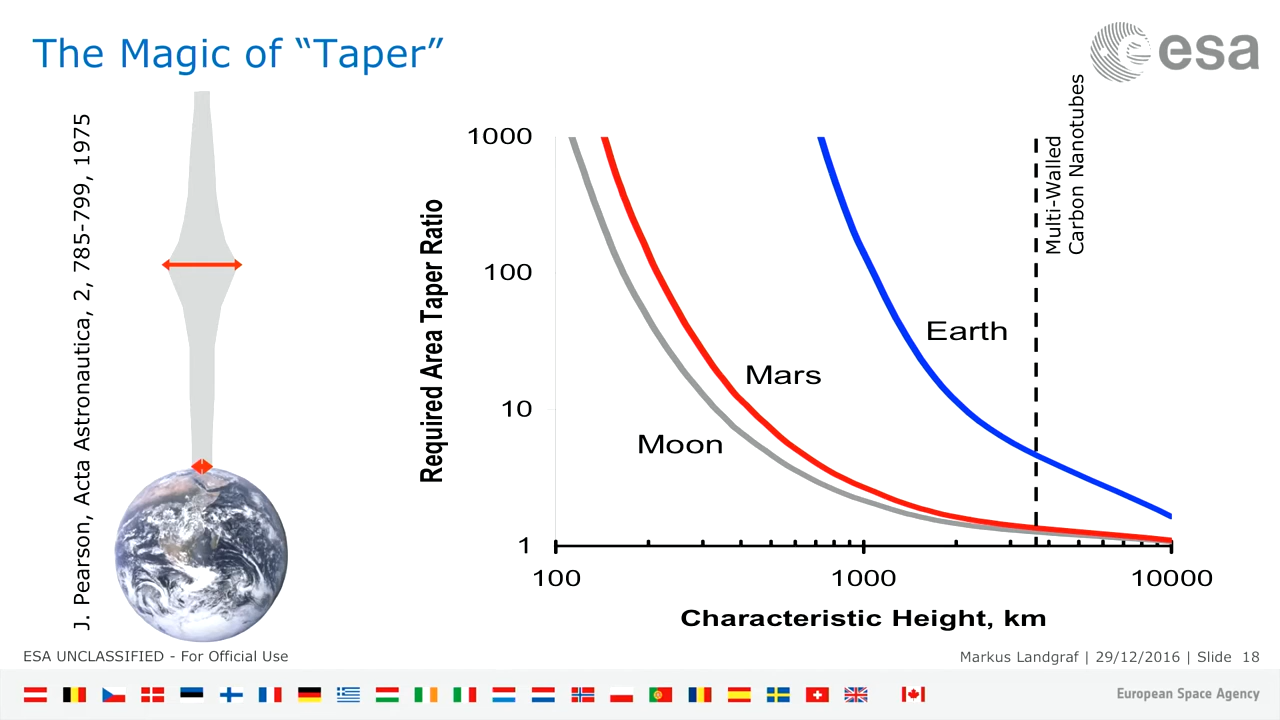 The Magic of “Taper”
esa
J. Pearson, Acta Astronautica, 2, 785-799, 1975
Required Area Taper Ratio
1000
100
10
1
Moon
Mars
Earth
Multi-Walled
Carbon Nanotubes
100
1000
10000
Characteristic Height, km
ESA UNCLASSIFIED - For Official Use
Markus Landgraf | 29/12/2016 | Slide 18
European Space Agency